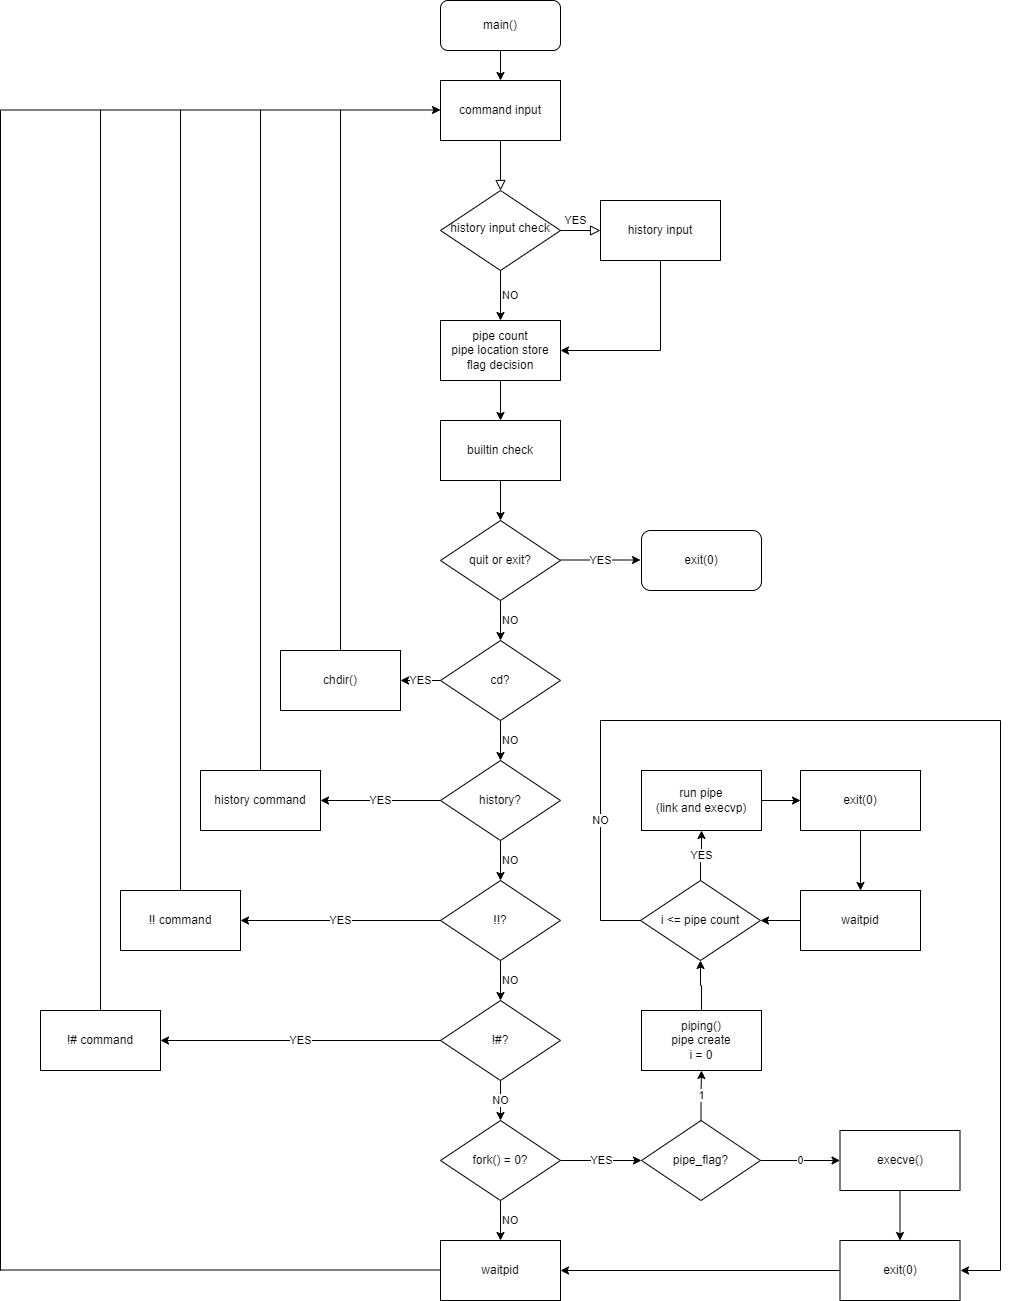 main()
command input
history input check
YES
history input
NO
pipe count
pipe location store
flag decision
builtin check
quit or exit?
YES
exit(0)
NO
chdir()
YES
cd?
NO
history command
YES
history?
NO
run pipe
(link and execvp)
exit(0)
NO
YES
!! command
YES
!!?
i <= pipe count
waitpid
NO
!# command
YES
!#?
piping()
pipe create
i = 0
NO
1
fork() = 0?
YES
pipe_flag?
0
execve()
NO
waitpid
exit(0)